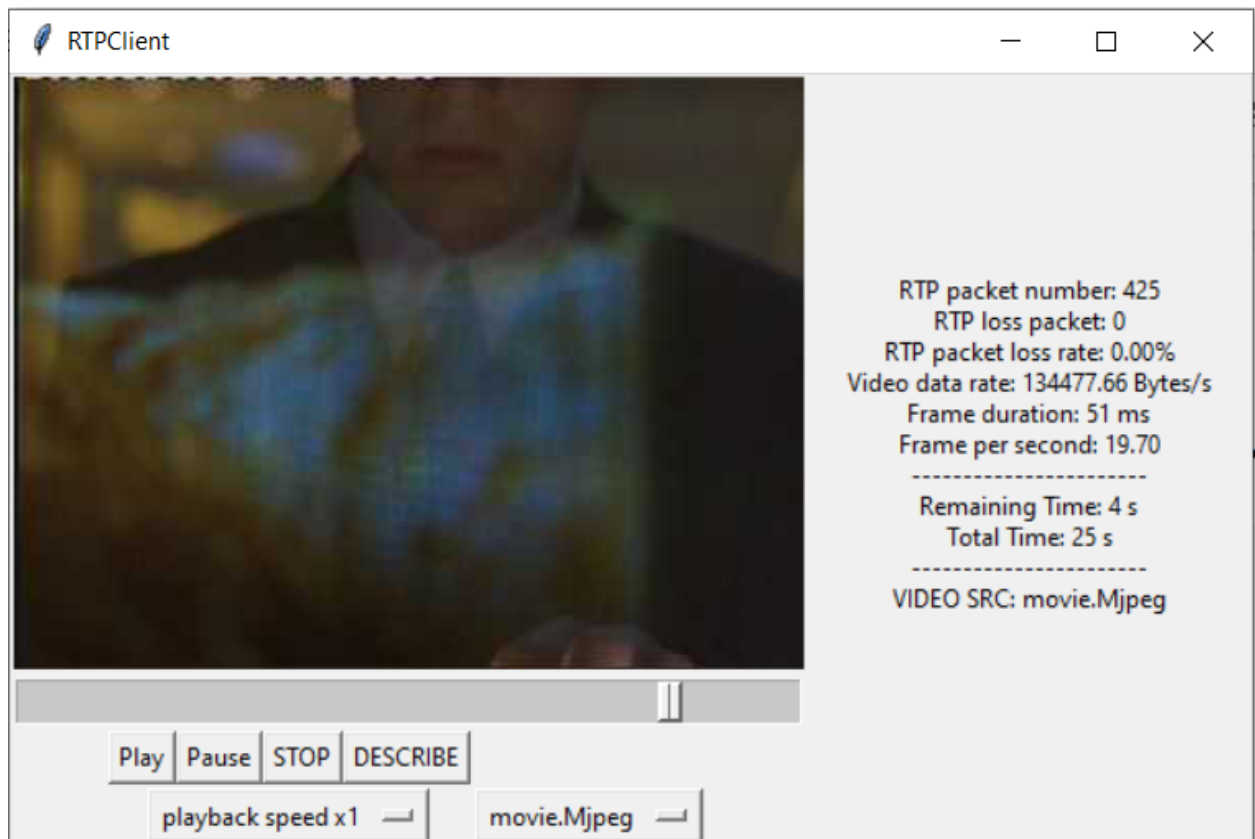 RTPClient
RTP packet number: 425
RTP loss packet: 0
RTP packet loss rate: 0.00%
Video data rate: 134477.66 Bytes/s
Frame duration: 51 ms
Frame per second: 19.70
-----------------------
Remaining Time: 4 s
Total Time: 25 s
-----------------------
VIDEO SRC: movie.Mjpeg
Play Pause STOP DESCRIBE
playback speed x1 movie.Mjpeg